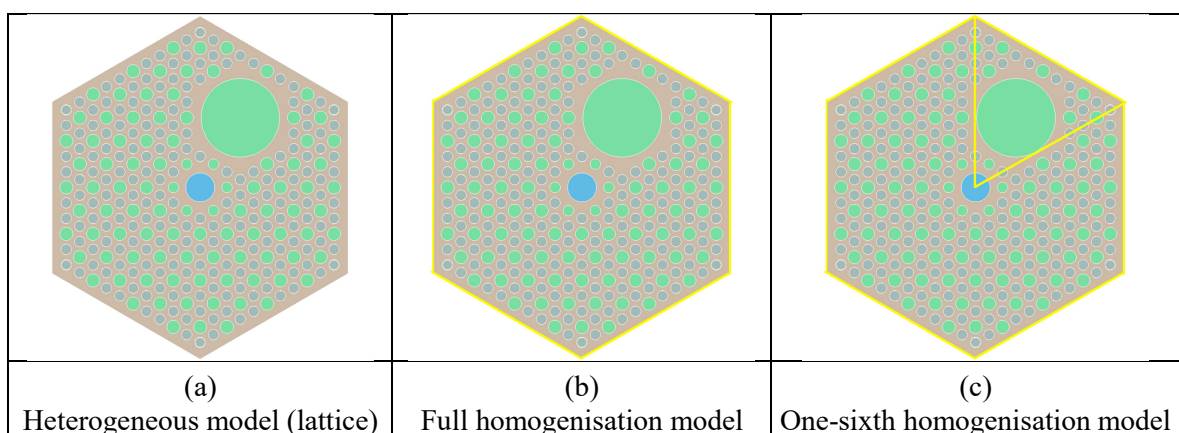 (a)
Heterogeneous model (lattice)
(b)
Full homogenisation model
(c)
One-sixth homogenisation model